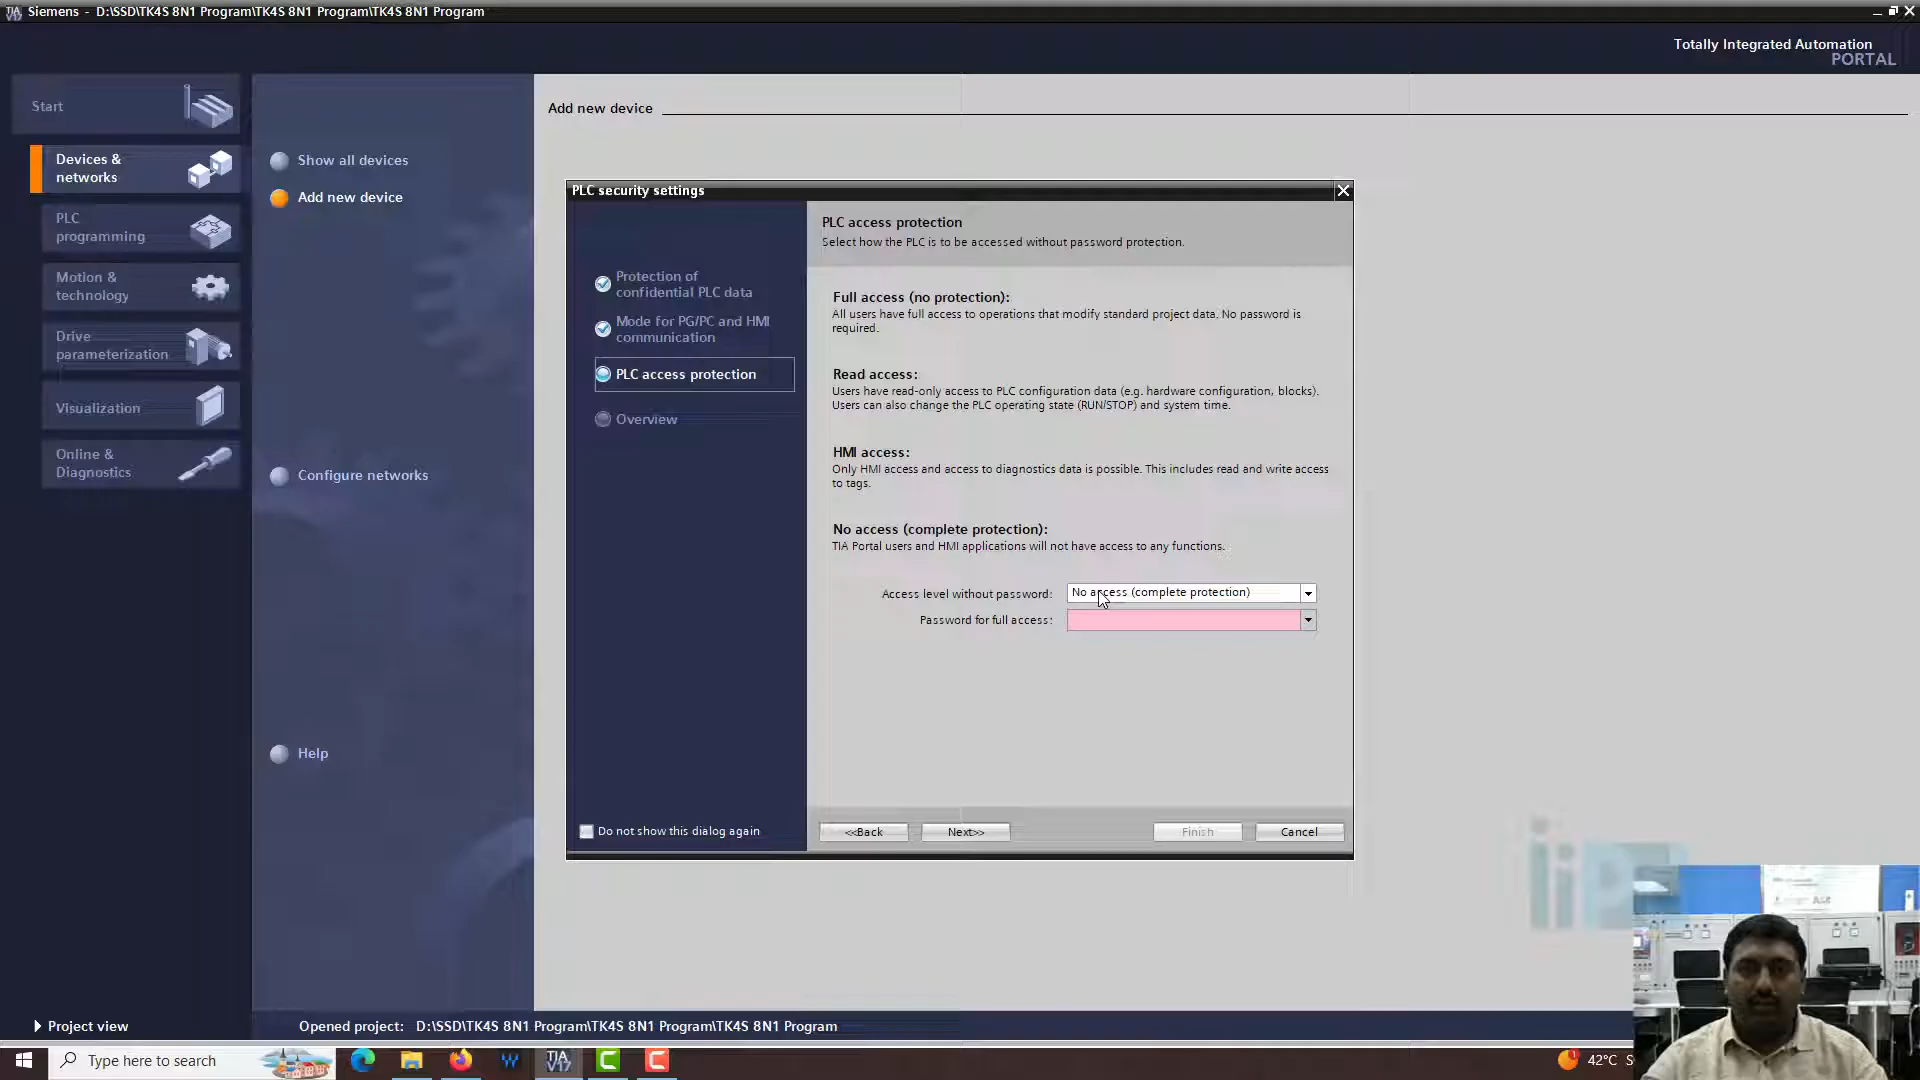 Siemens - D:\SSD\TK4S 8N1 Program\TK4S 8N1 Program\TK4S 8N1 Program
Totally Integrated Automation
PORTAL
Start
Devices &
networks
PLC
programming
Motion &
technology
Drive
parameterization
Visualization
Online &
Diagnostics
Show all devices
Add new device
Configure networks
Help
Add new device
PLC security settings
Protection of
confidential PLC data
Mode for PG/PC and HMI
communication
PLC access protection
Overview
Do not show this dialog again
PLC access protection
Select how the PLC is to be accessed without password protection.
Full access (no protection):
All users have full access to operations that modify standard project data. No password is
required.
Read access:
Users have read-only access to PLC configuration data (e.g. hardware configuration, blocks).
Users can also change the PLC operating state (RUN/STOP) and system time.
HMI access:
Only HMI access and access to diagnostics data is possible. This includes read and write access
to tags.
No access (complete protection):
TIA Portal users and HMI applications will not have access to any functions.
Access level without password: No access (complete protection)
Password for full access:
<<Back
Next>>
Finish
Cancel
Project view
Opened project: D:\SSD\TK4S 8N1 Program\TK4S 8N1 Program\TK4S 8N1 Program
Type here to search
TIA
V17
42°C S